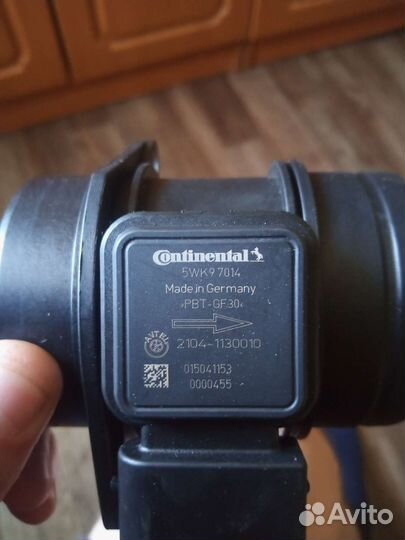 Continental
5WK9 7014
Made in Germany
>PBT-GF30<
2104-1130010
015041153
0000455
Avito